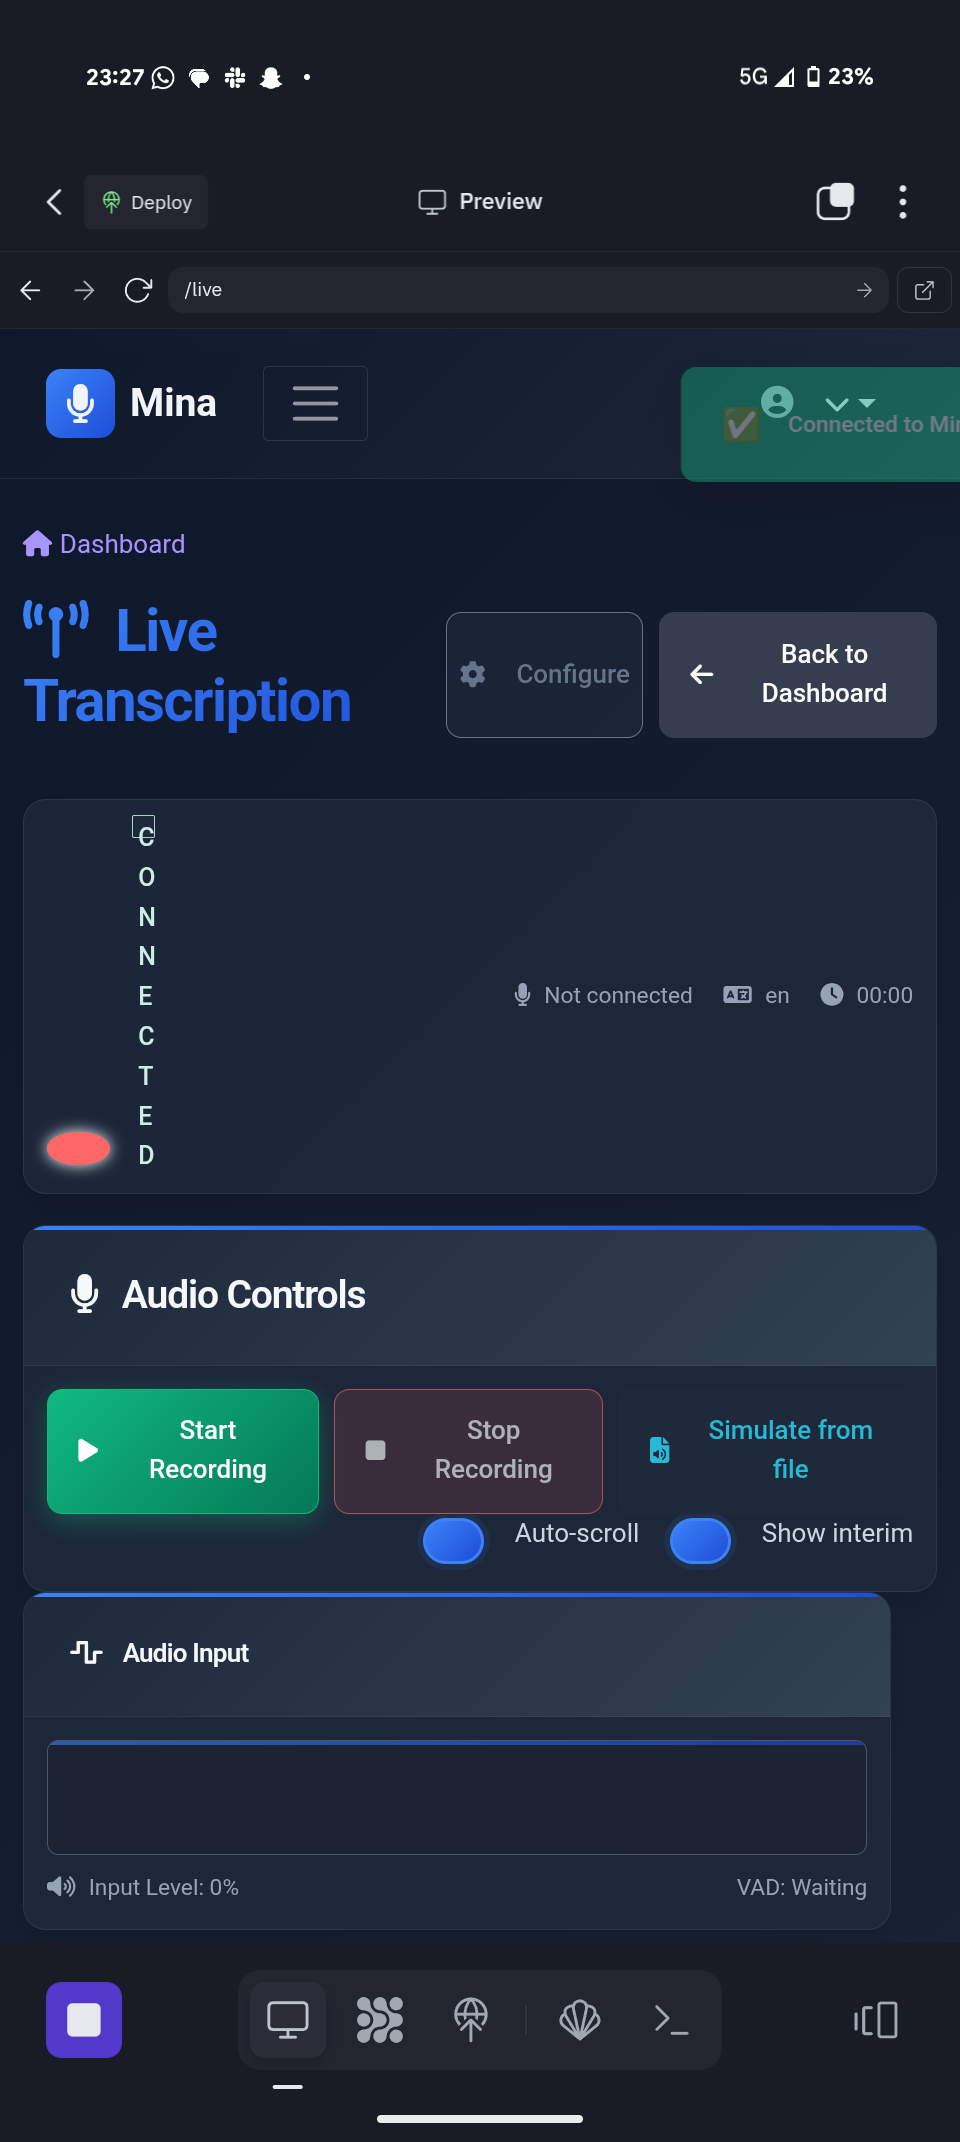 23:27
5G 23%
Deploy
Preview
/live
Mina
Connected to Mi
Dashboard
Live
Transcription
Configure
Back to
Dashboard
C
O
N
N
E
C
T
E
D
Not connected
en
00:00
Audio Controls
Start
Recording
Stop
Recording
Simulate from
file
Auto-scroll
Show interim
Audio Input
Input Level: 0%
VAD: Waiting